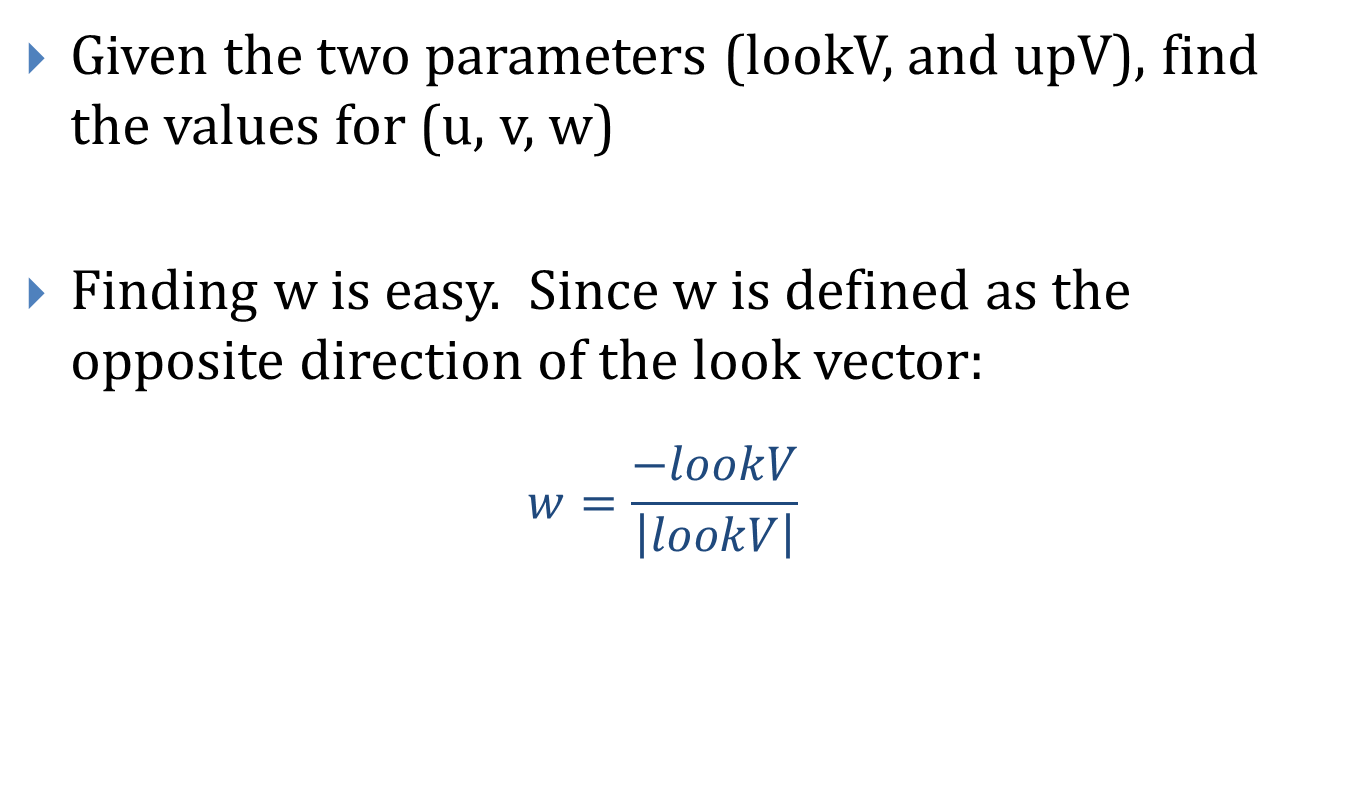 Given the two parameters (lookV, and upV), find
the values for (u, v, w)
Finding w is easy.  Since w is defined as the
opposite direction of the look vector:
w = −lookV / |lookV|